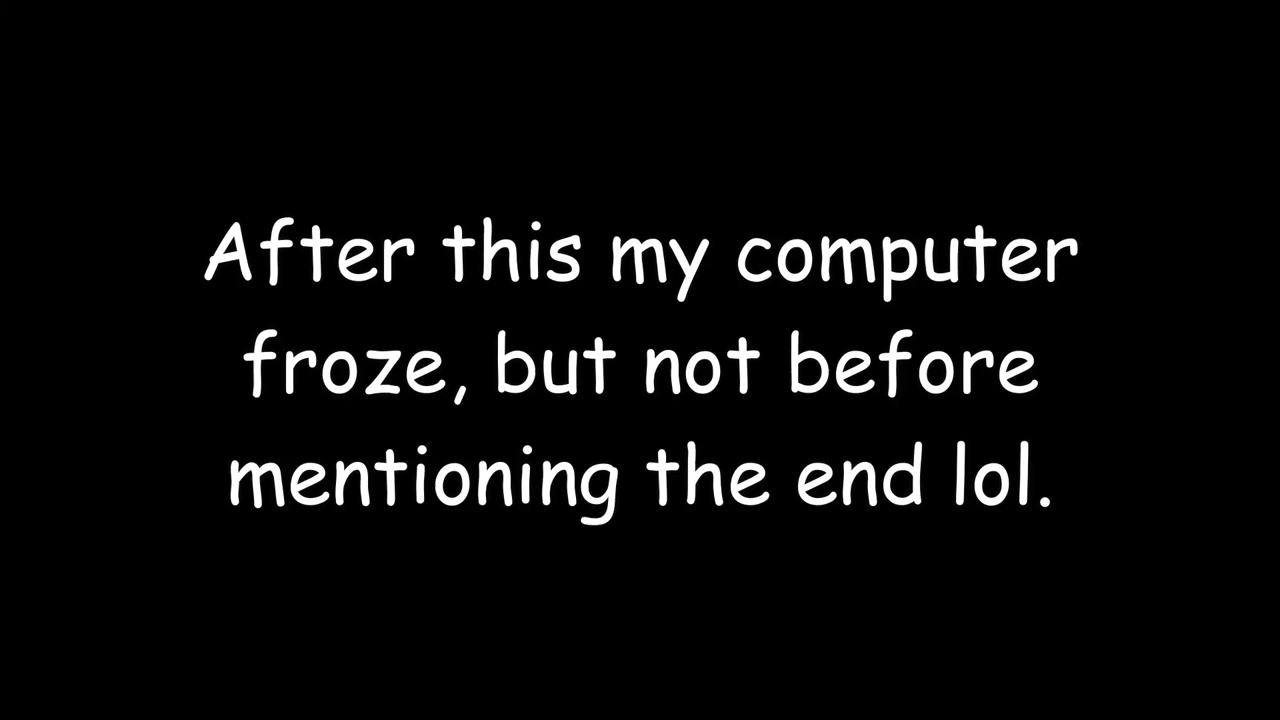 After this my computer
froze, but not before
mentioning the end lol.